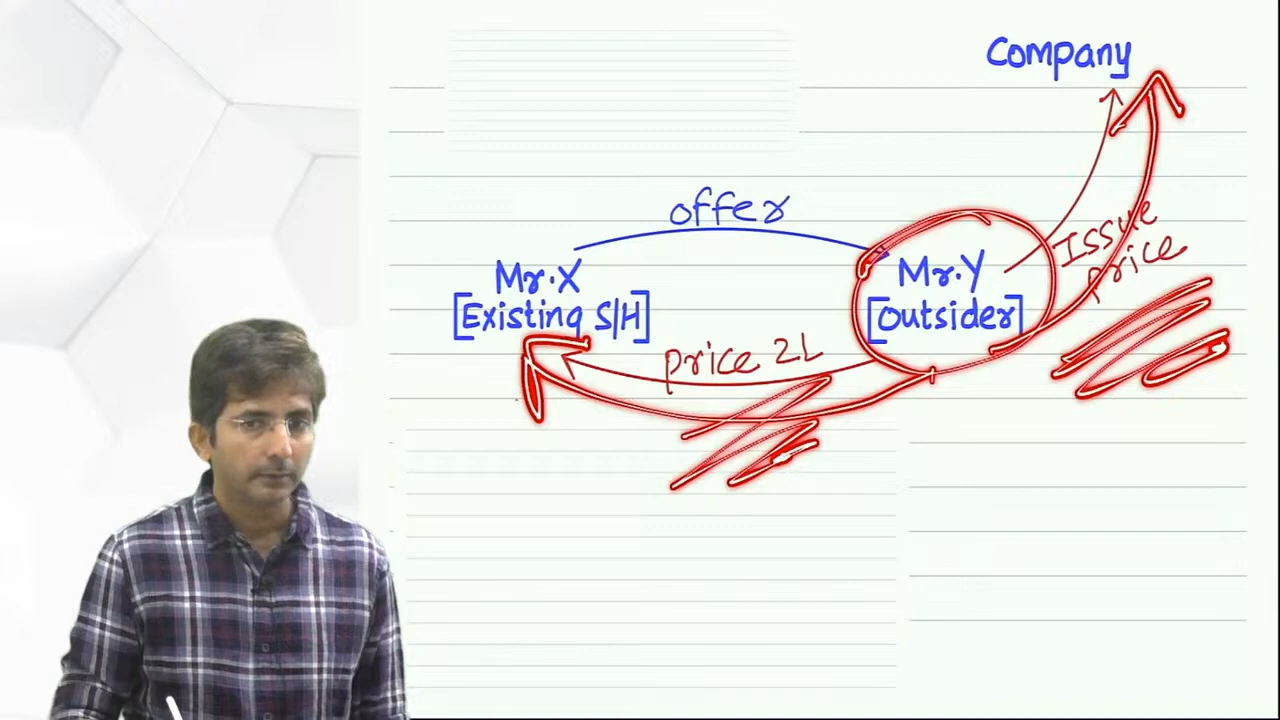 Company
offer
Mr.X
[Existing S/H]
Mr.Y
[Outsider]
Issue
price
price 2L